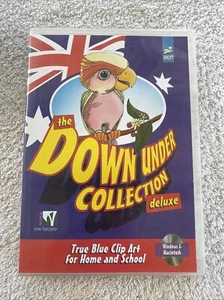 the
DOWN UNDER
COLLECTION
deluxe
True Blue Clip Art
For Home and School
Windows &
Macintosh